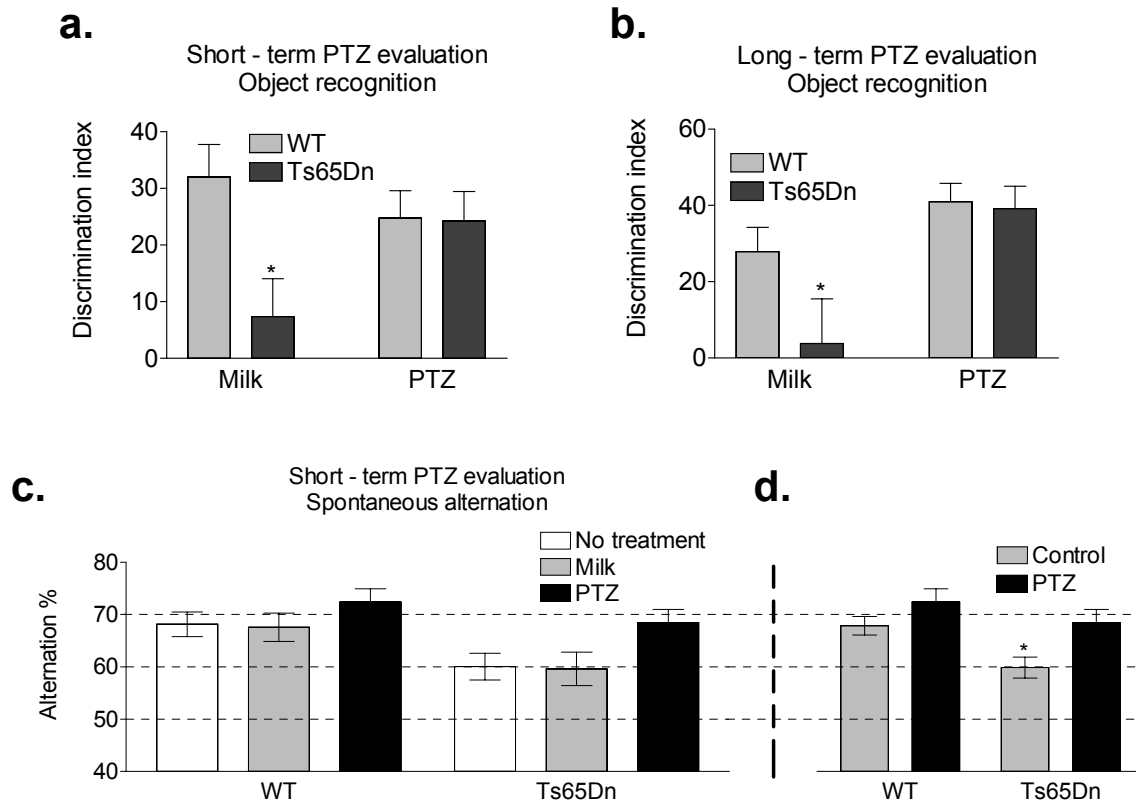 a.
Short - term PTZ evaluation
Object recognition
Discrimination index
40
30
20
10
0
WT
Ts65Dn
*
Milk
PTZ
b.
Long - term PTZ evaluation
Object recognition
Discrimination index
60
40
20
0
WT
Ts65Dn
*
Milk
PTZ
c.
Short - term PTZ evaluation
Spontaneous alternation
No treatment
Milk
PTZ
Alternation %
80
70
60
50
40
WT
Ts65Dn
d.
Control
PTZ
*
WT
Ts65Dn